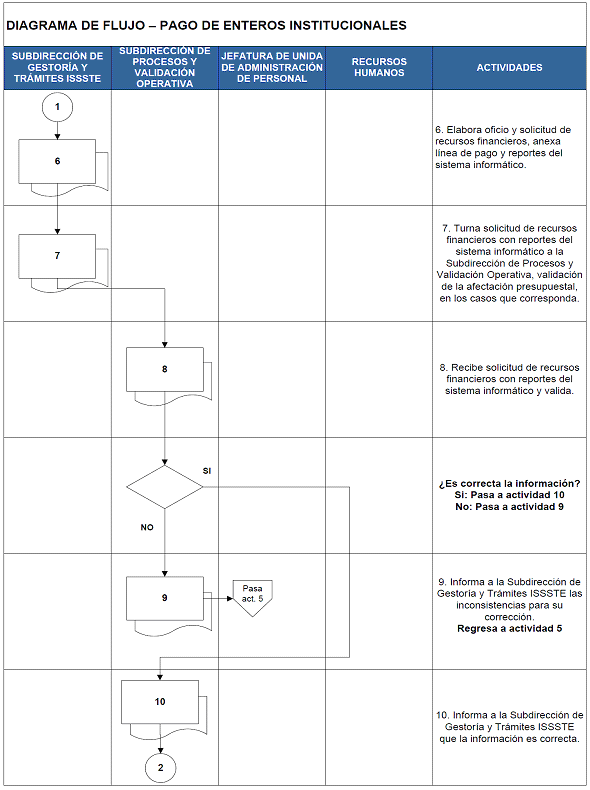 DIAGRAMA DE FLUJO – PAGO DE ENTEROS INSTITUCIONALES
SUBDIRECCIÓN DE
GESTORÍA Y
TRÁMITES ISSSTE
SUBDIRECCIÓN DE
PROCESOS Y
VALIDACIÓN
OPERATIVA
JEFATURA DE UNIDA
DE ADMINISTRACIÓN
DE PERSONAL
RECURSOS
HUMANOS
ACTIVIDADES
1
6
6. Elabora oficio y solicitud de
recursos financieros, anexa
línea de pago y reportes del
sistema informático.
7
7. Turna solicitud de recursos
financieros con reportes del
sistema informático a la
Subdirección de Procesos y
Validación Operativa, validación
de la afectación presupuestal,
en los casos que corresponda.
8
8. Recibe solicitud de recursos
financieros con reportes del
sistema informático y valida.
SI
NO
¿Es correcta la información?
Si: Pasa a actividad 10
No: Pasa a actividad 9
9
Pasa
act. 5
9. Informa a la Subdirección de
Gestoría y Trámites ISSSTE las
inconsistencias para su
corrección.
Regresa a actividad 5
10
10. Informa a la Subdirección de
Gestoría y Trámites ISSSTE
que la información es correcta.
2